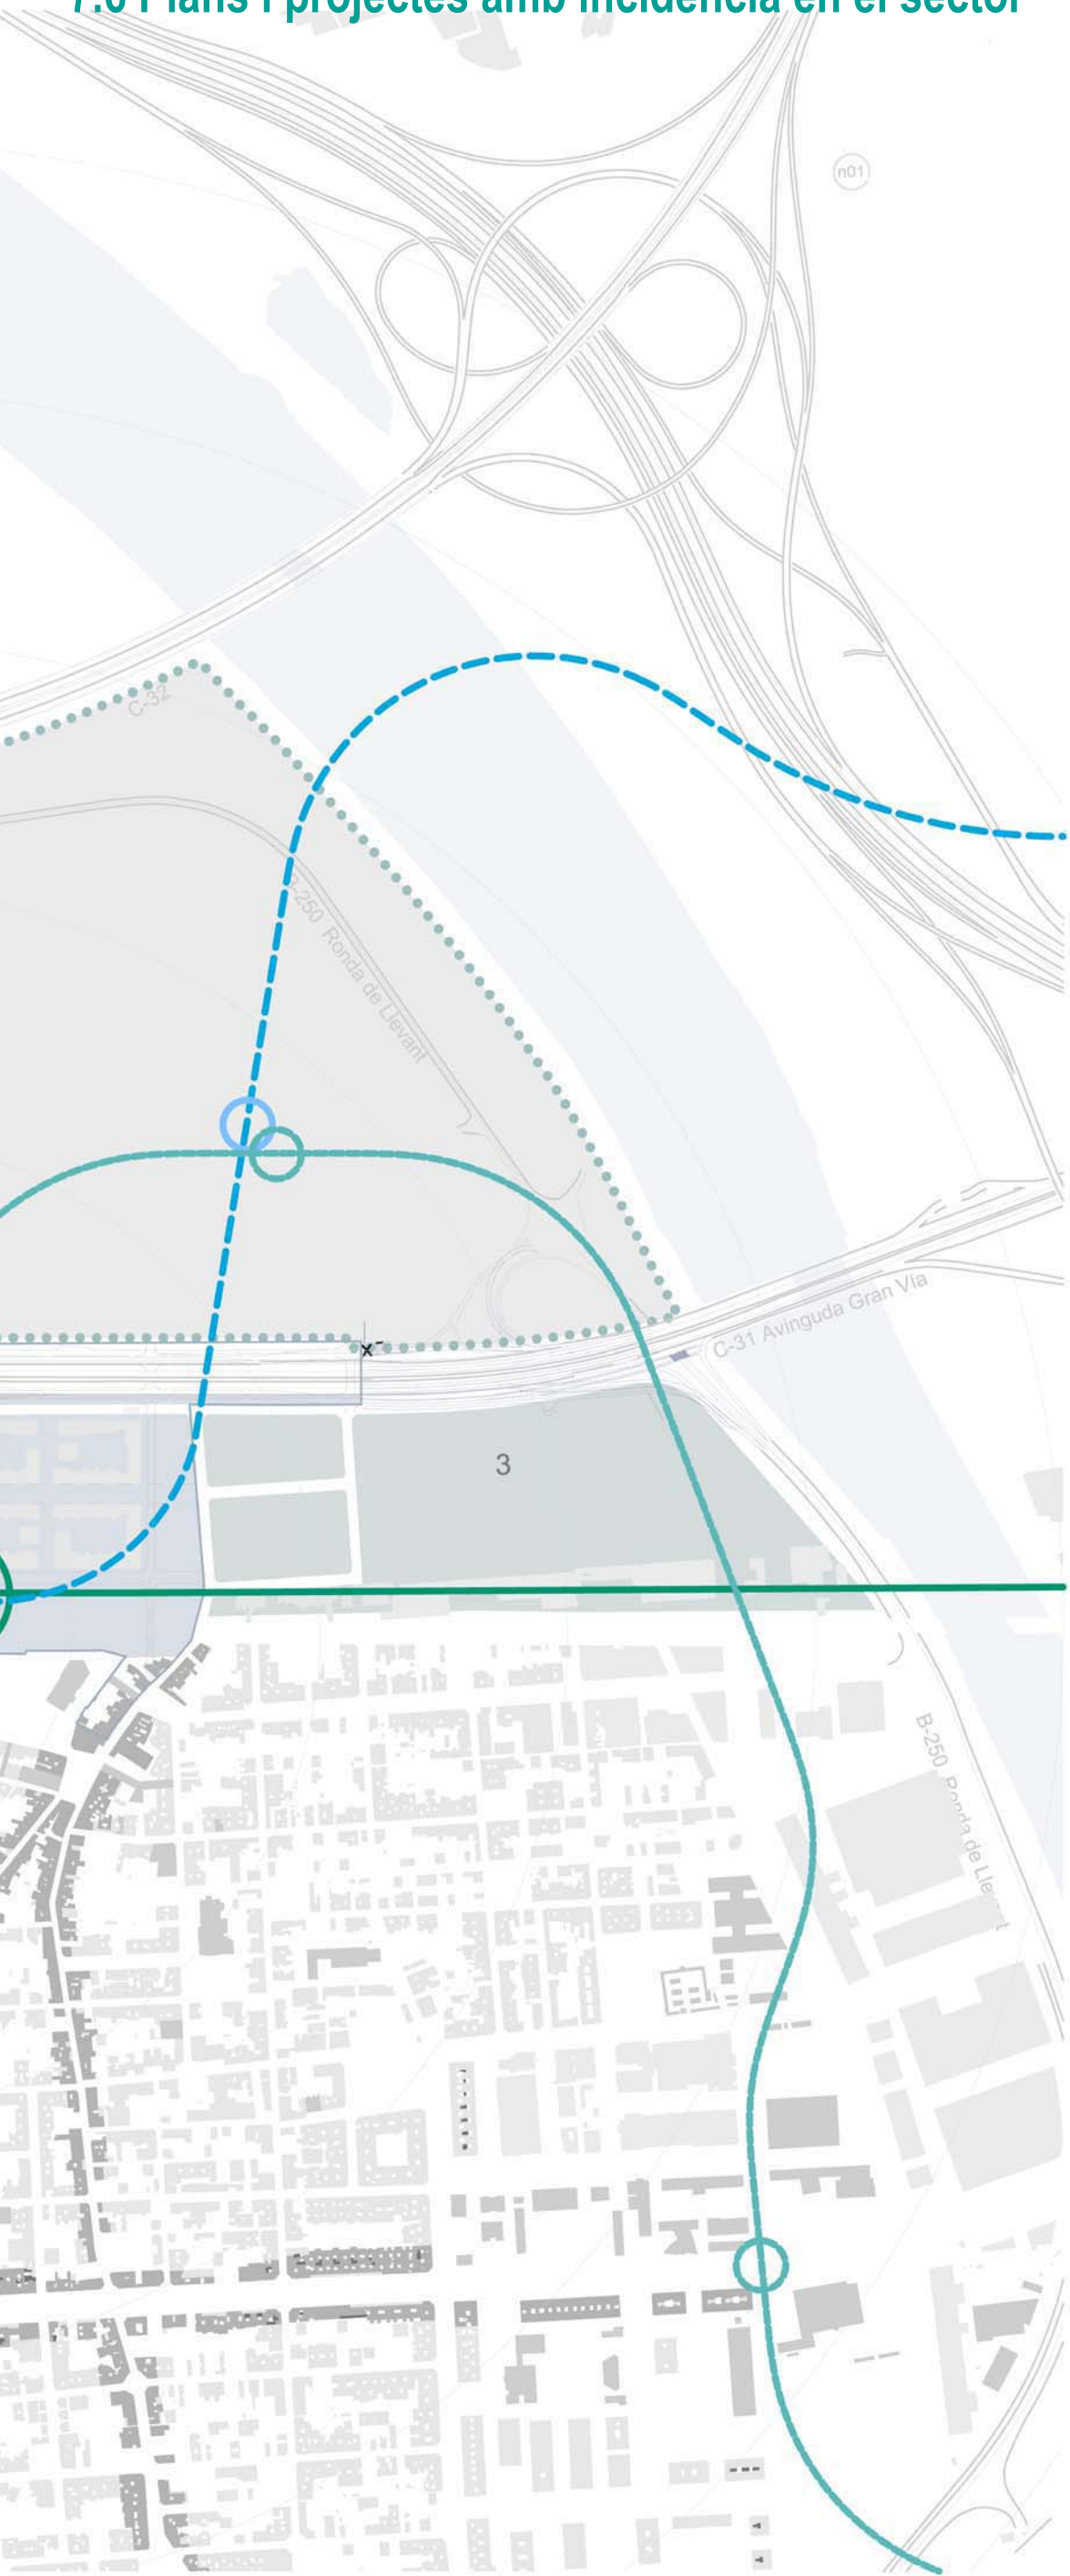 7.0 Plans i projectes amb incidència en el sector
n01
C-32
B-250 Ronda de Llevant
x
C-31 Avinguda Gran Via
3
B-250 Ronda de Lle